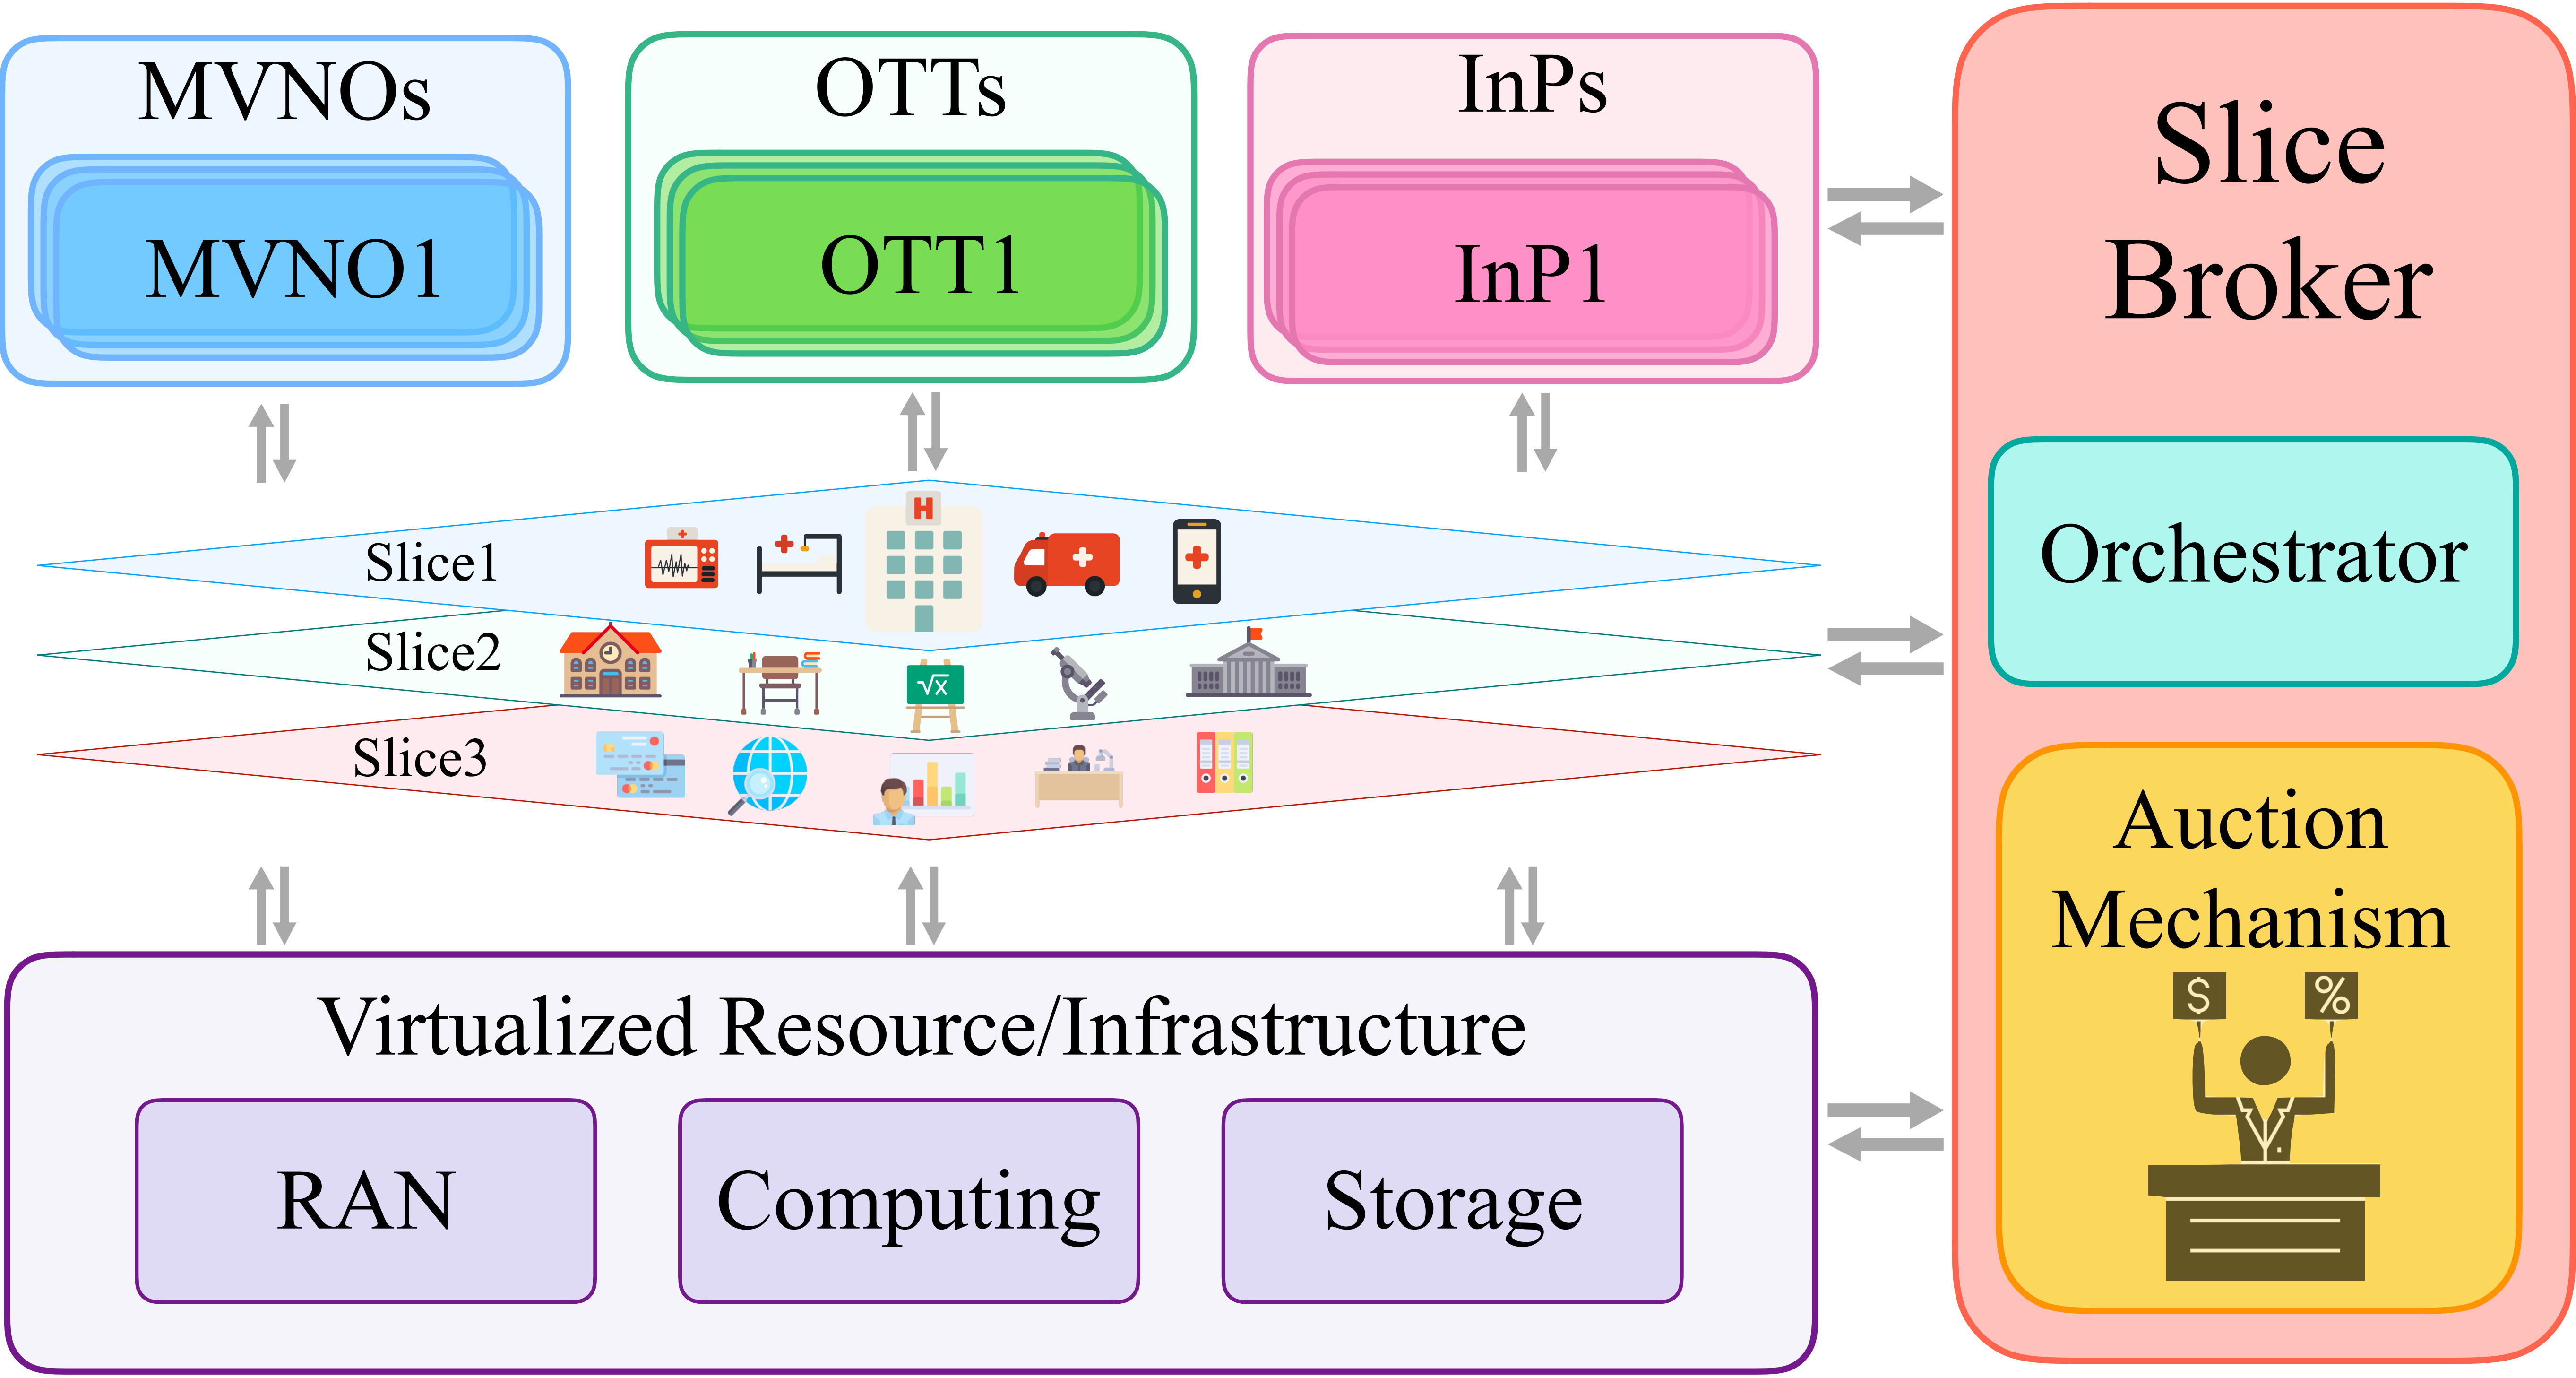 MVNOs
MVNO1
OTTs
OTT1
InPs
InP1
Slice
Broker
Orchestrator
Auction
Mechanism
$ %
H
Slice1
Slice2
√x
Slice3
Virtualized Resource/Infrastructure
RAN
Computing
Storage